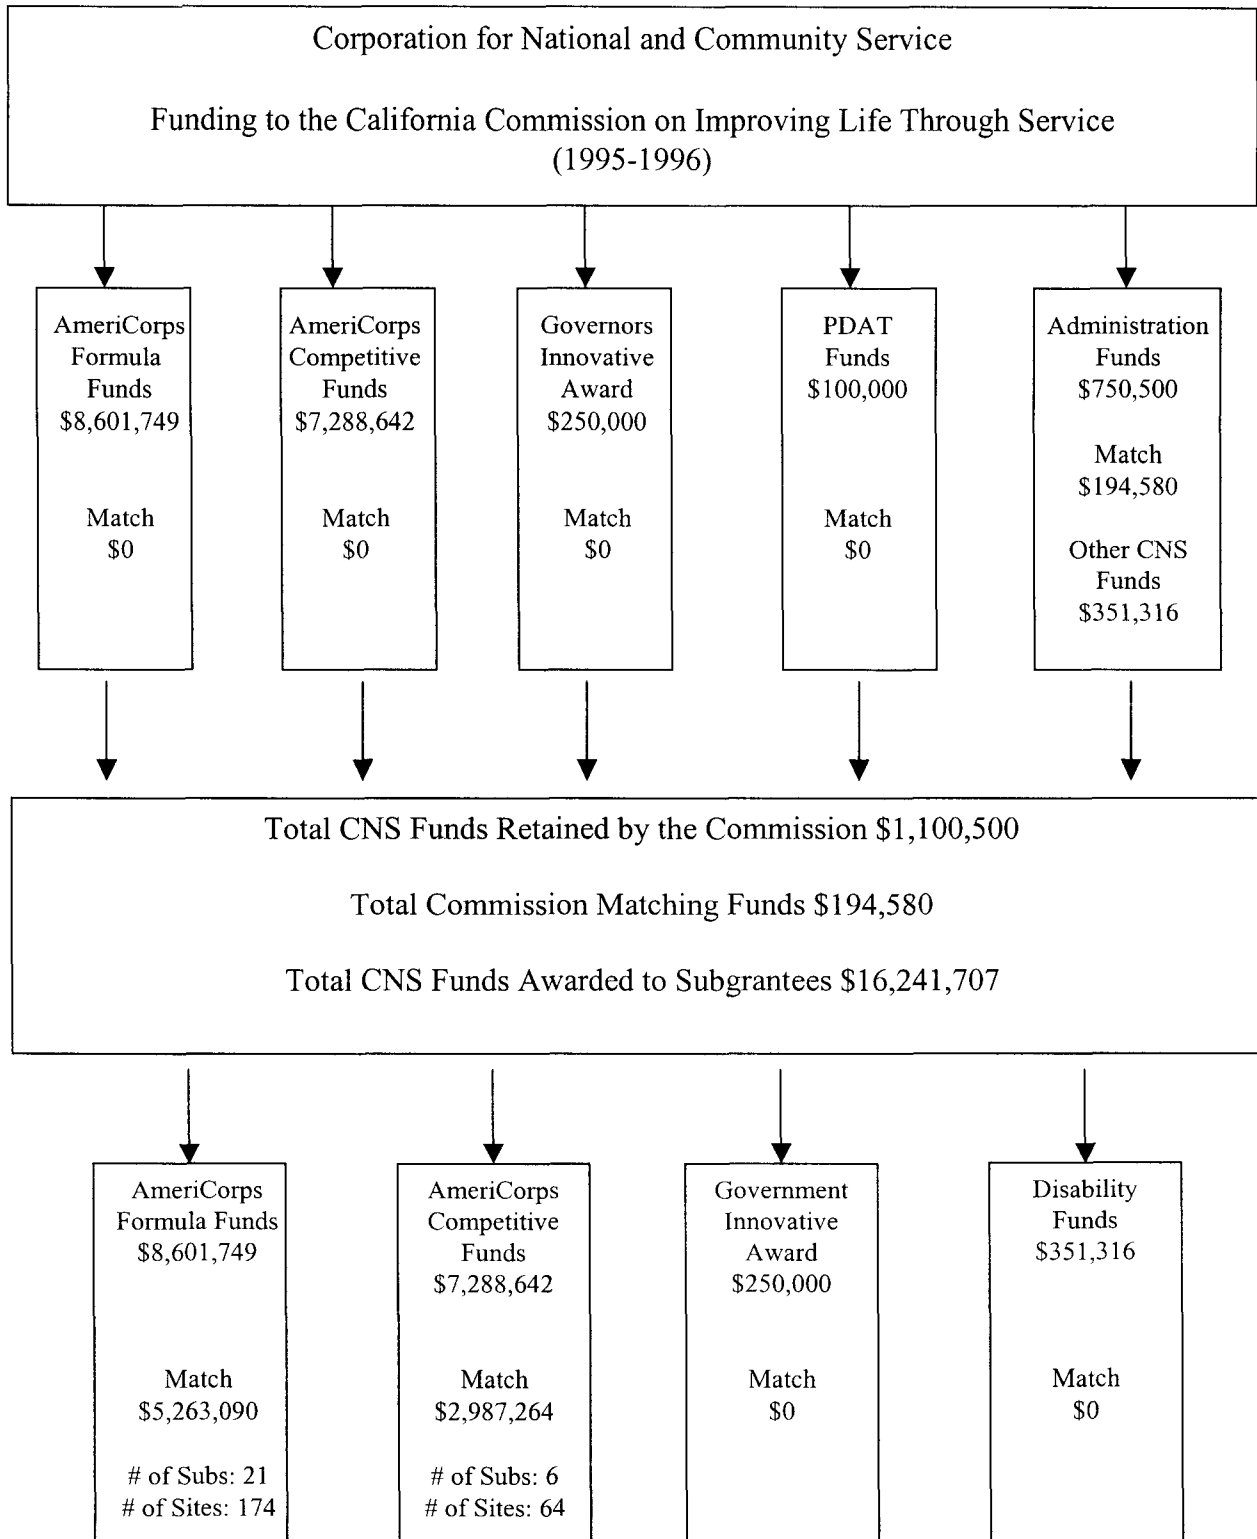 Corporation for National and Community Service
Funding to the California Commission on Improving Life Through Service
(1995-1996)
AmeriCorps
Formula
Funds
$8,601,749
Match
$0
AmeriCorps
Competitive
Funds
$7,288,642
Match
$0
Governors
Innovative
Award
$250,000
Match
$0
PDAT
Funds
$100,000
Match
$0
Administration
Funds
$750,500
Match
$194,580
Other CNS
Funds
$351,316
Total CNS Funds Retained by the Commission $1,100,500
Total Commission Matching Funds $194,580
Total CNS Funds Awarded to Subgrantees $16,241,707
AmeriCorps
Formula Funds
$8,601,749
Match
$5,263,090
# of Subs: 21
# of Sites: 174
AmeriCorps
Competitive
Funds
$7,288,642
Match
$2,987,264
# of Subs: 6
# of Sites: 64
Government
Innovative
Award
$250,000
Match
$0
Disability
Funds
$351,316
Match
$0